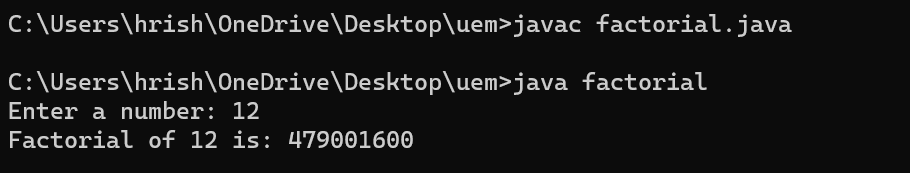 C:\Users\hrish\OneDrive\Desktop\uem>javac factorial.java
C:\Users\hrish\OneDrive\Desktop\uem>java factorial
Enter a number: 12
Factorial of 12 is: 479001600